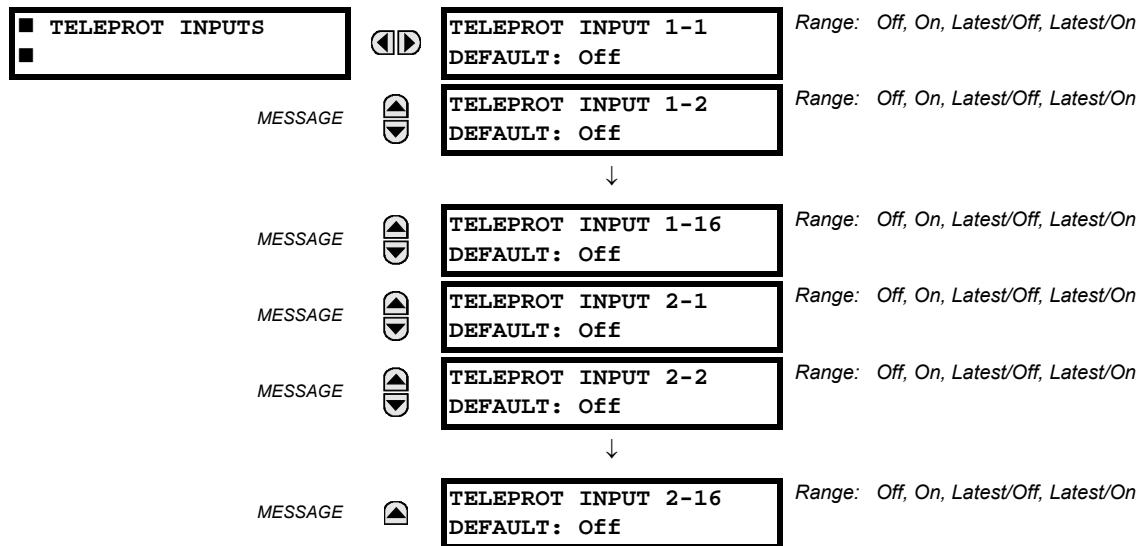 ■ TELEPROT INPUTS
■
TELEPROT INPUT 1-1
DEFAULT: Off
Range: Off, On, Latest/Off, Latest/On
MESSAGE
TELEPROT INPUT 1-2
DEFAULT: Off
Range: Off, On, Latest/Off, Latest/On
↓
MESSAGE
TELEPROT INPUT 1-16
DEFAULT: Off
Range: Off, On, Latest/Off, Latest/On
MESSAGE
TELEPROT INPUT 2-1
DEFAULT: Off
Range: Off, On, Latest/Off, Latest/On
MESSAGE
TELEPROT INPUT 2-2
DEFAULT: Off
Range: Off, On, Latest/Off, Latest/On
↓
MESSAGE
TELEPROT INPUT 2-16
DEFAULT: Off
Range: Off, On, Latest/Off, Latest/On